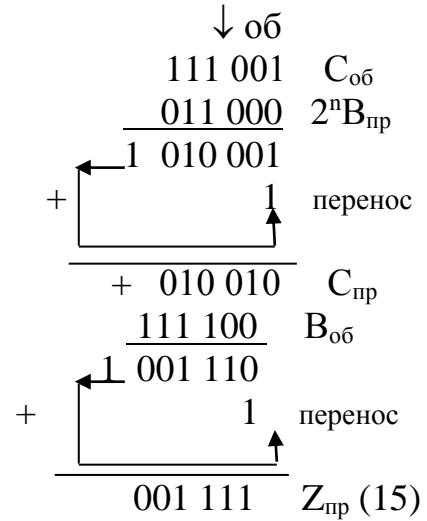 ↓ об
111 001 Cоб
011 000 2ⁿBпр
1 010 001
+ 1 перенос
+ 010 010 Cпр
111 100 Bоб
1 001 110
+ 1 перенос
001 111 Zпр (15)